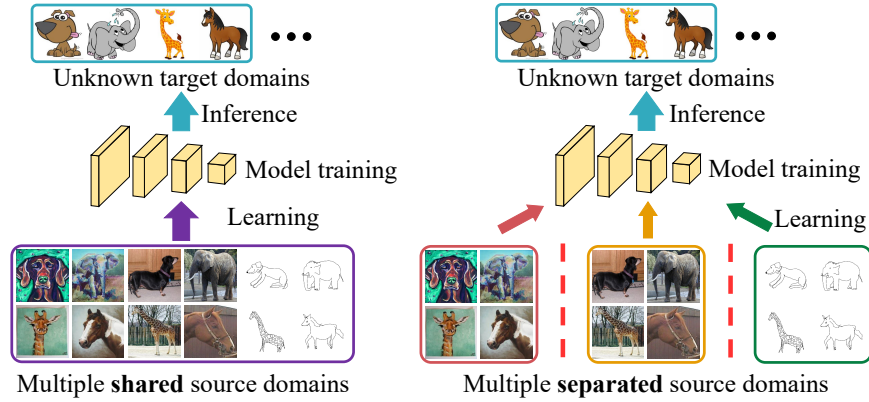 Unknown target domains
Inference
Model training
Learning
Multiple shared source domains
Unknown target domains
Inference
Model training
Learning
Multiple separated source domains